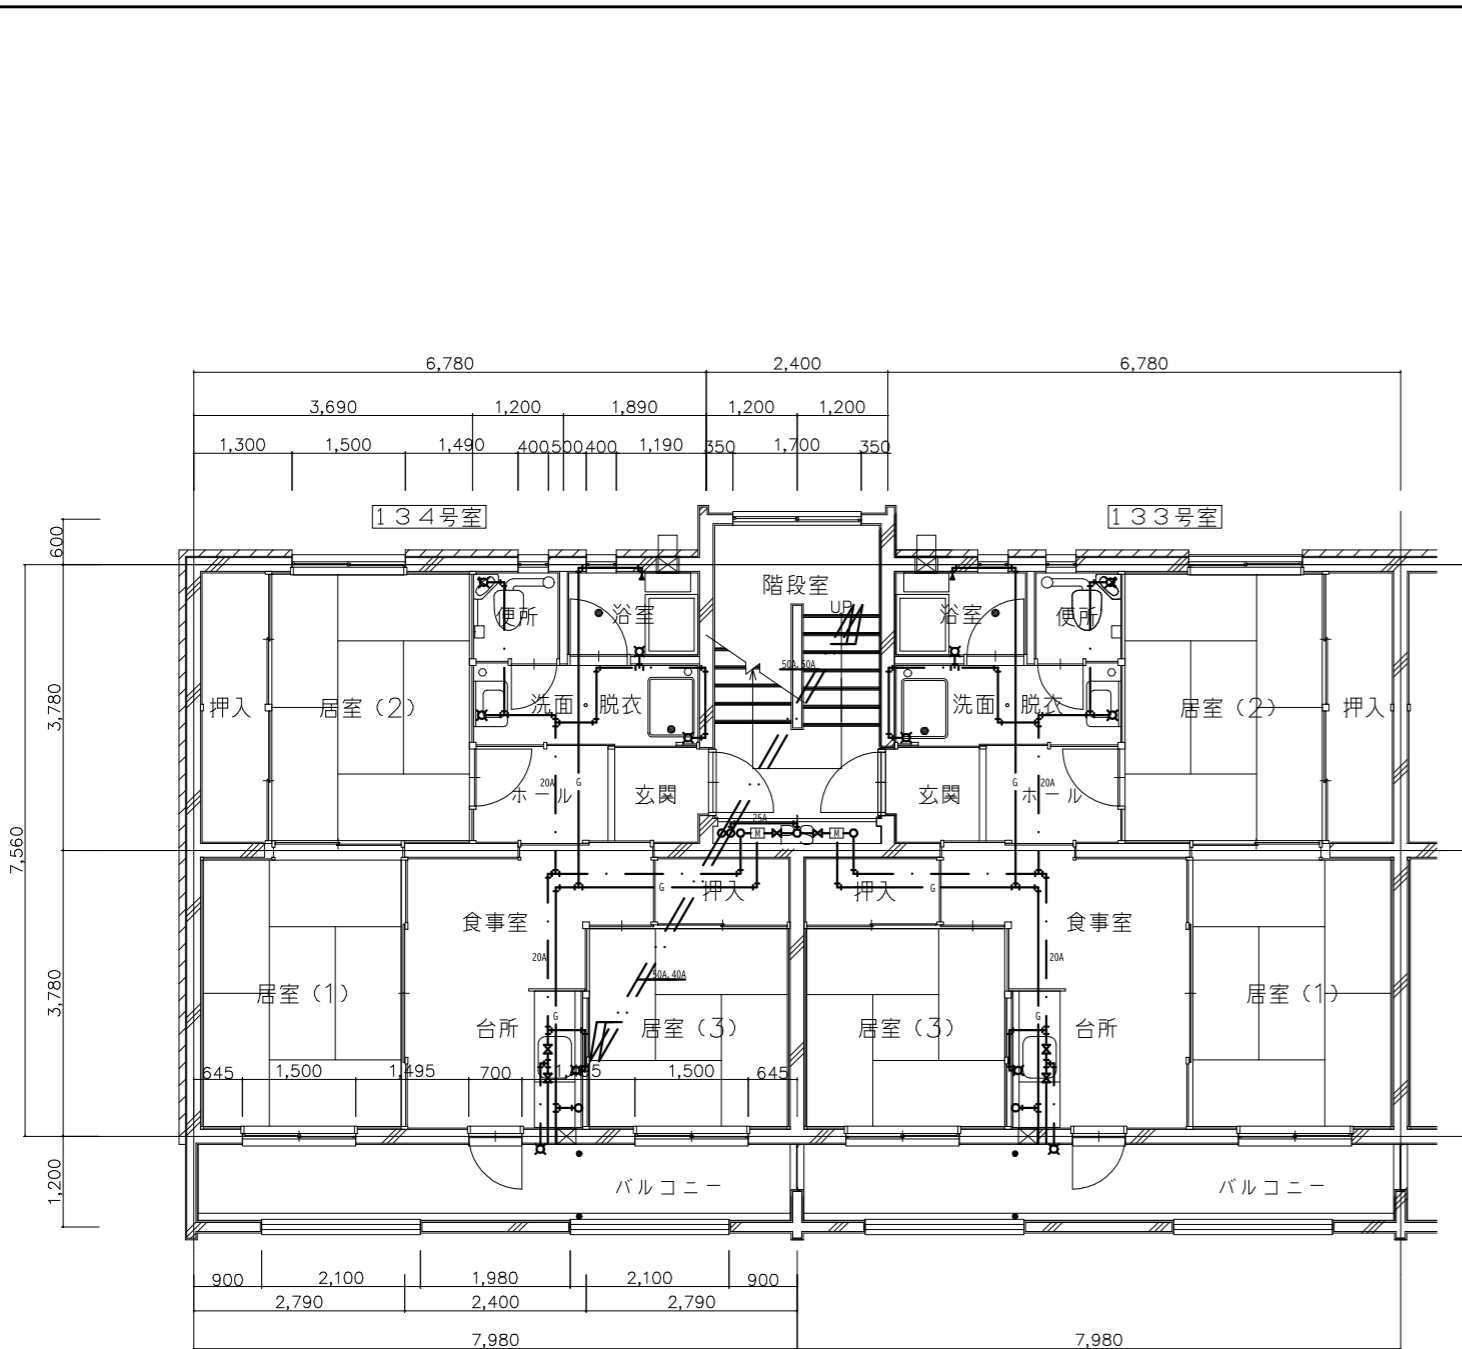 6,780 2,400 6,780
3,690 1,200 1,890 1,200 1,200
1,300 1,500 1,490 400 500 400 1,190 350 1,700 350
134号室 133号室
600
階段室
UP
便所 浴室 浴室 便所
50A,50A
3,780
押入 居室(2) 洗面 脱衣 洗面 脱衣 居室(2) 押入
20A G G 20A
ホール 玄関 玄関 ホール
25A
M M
7,560
G 押入 押入 G
食事室 食事室
20A 20A
50A,40A
3,780
居室(1) 居室(1)
G G
台所 居室(3) 居室(3) 台所
645 1,500 1,495 700 1,500 645
1,200
バルコニー バルコニー
900 2,100 1,980 2,100 900
2,790 2,400 2,790
7,980 7,980